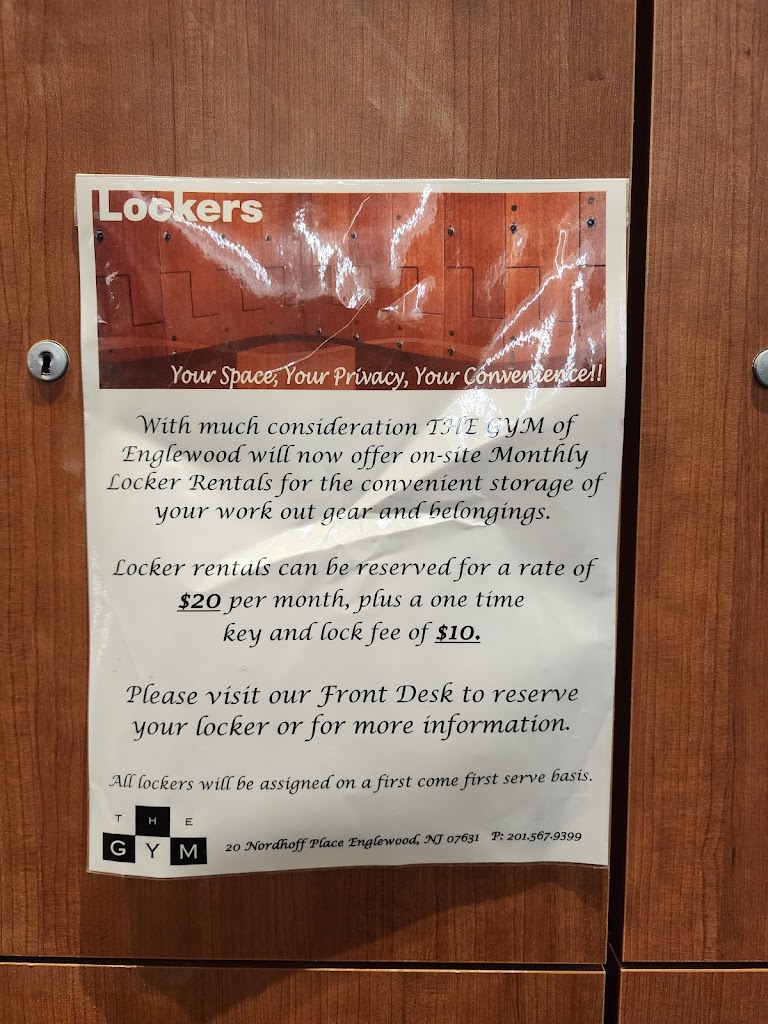 Lockers
Your Space, Your Privacy, Your Convenience!!
With much consideration THE GYM of
Englewood will now offer on-site Monthly
Locker Rentals for the convenient storage of
your work out gear and belongings.
Locker rentals can be reserved for a rate of
$20 per month, plus a one time
key and lock fee of $10.
Please visit our Front Desk to reserve
your locker or for more information.
All lockers will be assigned on a first come first serve basis.
THE
GYM
20 Nordhoff Place Englewood, NJ 07631 P: 201.567.9399